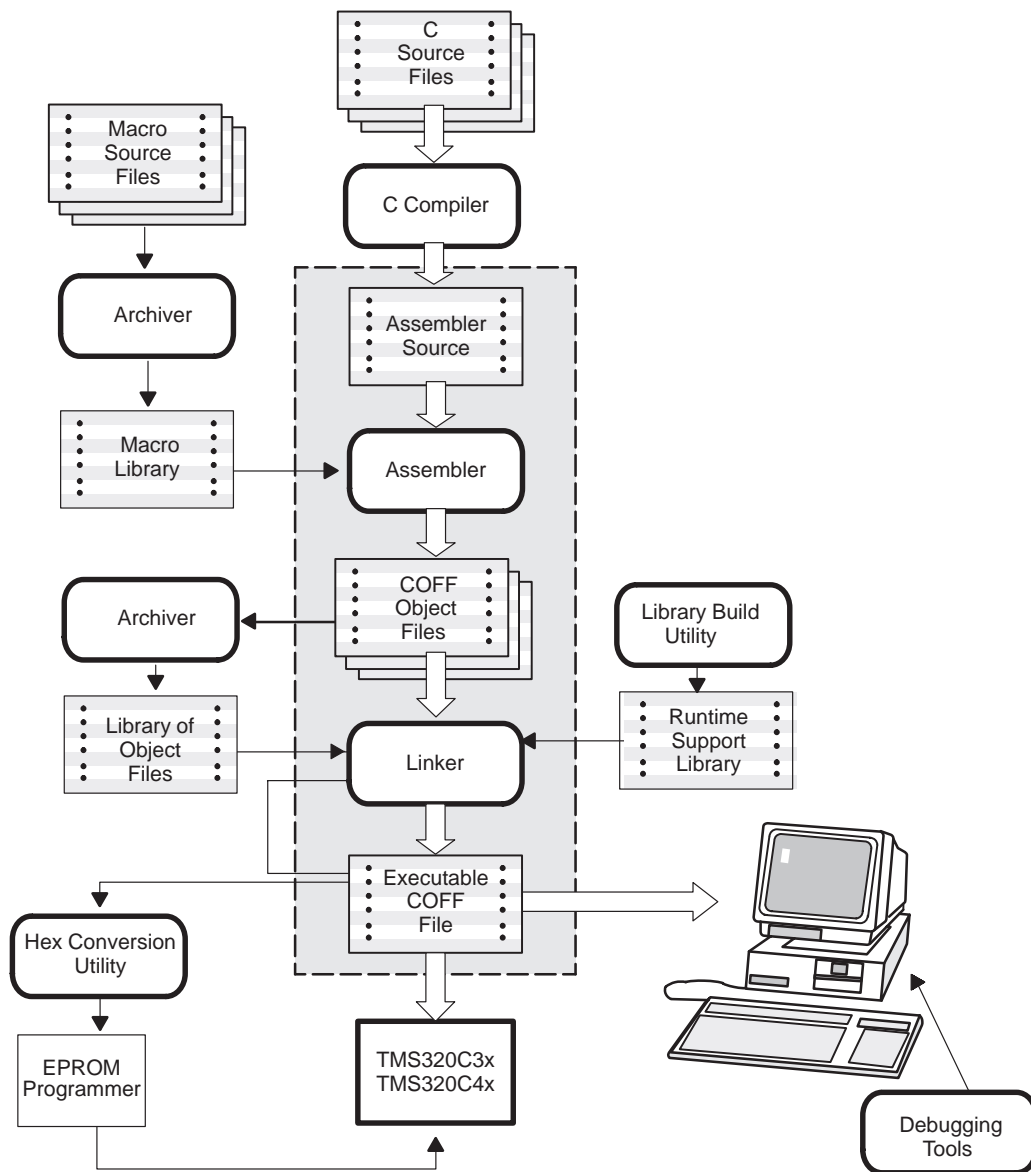 C
Source
Files
Macro
Source
Files
C Compiler
Archiver
Assembler
Source
Macro
Library
Assembler
Archiver
COFF
Object
Files
Library Build
Utility
Library of
Object
Files
Linker
Runtime
Support
Library
Executable
COFF
File
Hex Conversion
Utility
EPROM
Programmer
TMS320C3x
TMS320C4x
Debugging
Tools